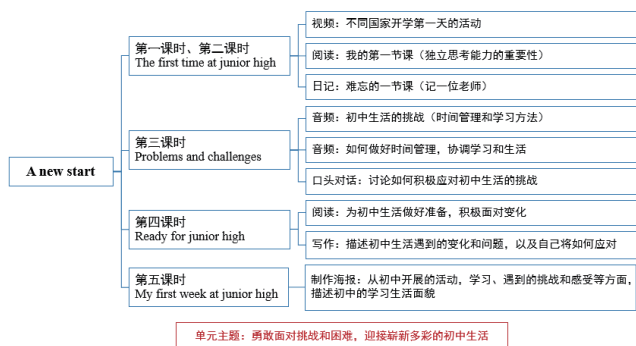 A new start
第一课时、第二课时
The first time at junior high
视频：不同国家开学第一天的活动
阅读：我的第一节课（独立思考能力的重要性）
日记：难忘的一节课（记一位老师）
第三课时
Problems and challenges
音频：初中生活的挑战（时间管理和学习方法）
音频：如何做好时间管理，协调学习和生活
口头对话：讨论如何积极应对初中生活的挑战
第四课时
Ready for junior high
阅读：为初中生活做好准备，积极面对变化
写作：描述初中生活遇到的变化和问题，以及自己将如何应对
第五课时
My first week at junior high
制作海报：从初中开展的活动，学习、遇到的挑战和感受等方面，
描述初中的学习生活面貌
单元主题：勇敢面对挑战和困难，迎接崭新多彩的初中生活